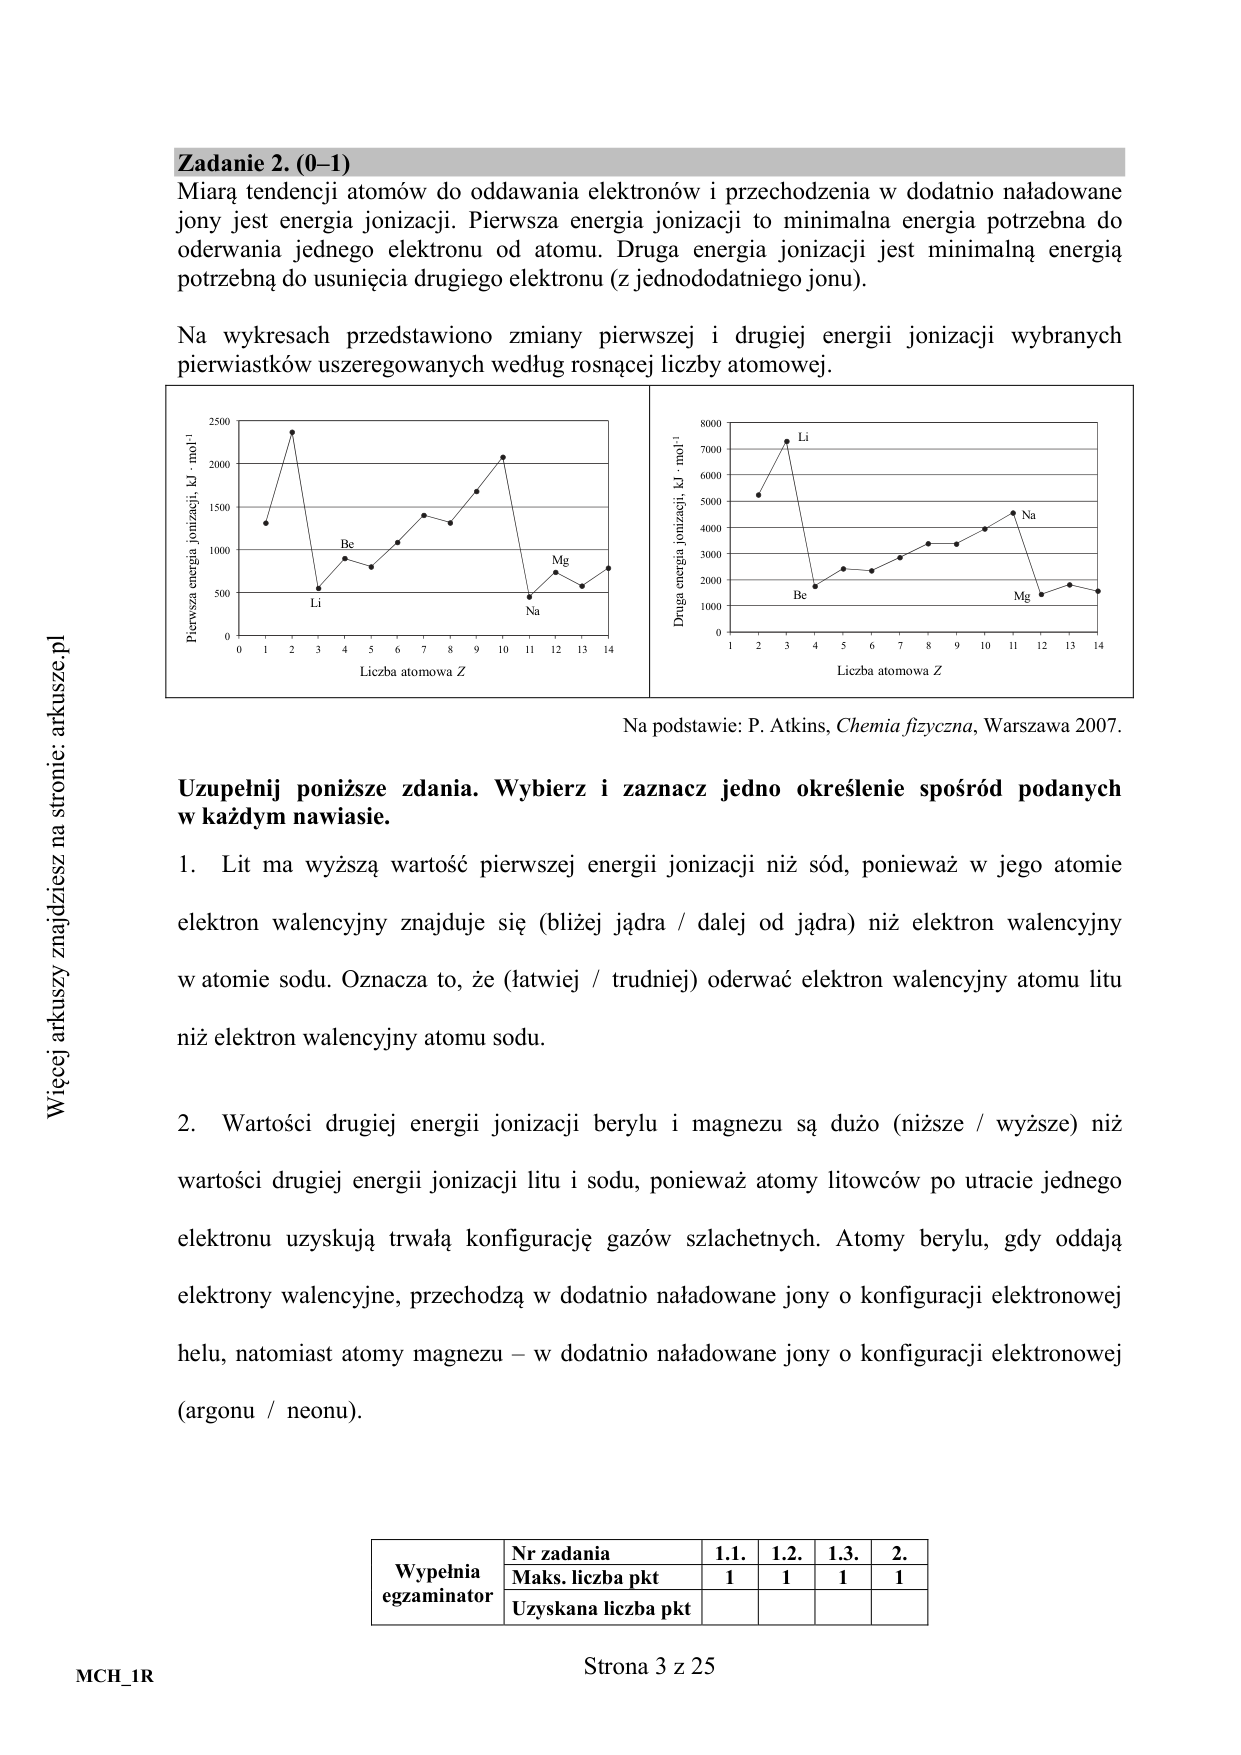 Zadanie 2. (0–1)
Miarą tendencji atomów do oddawania elektronów i przechodzenia w dodatnio naładowane
jony jest energia jonizacji. Pierwsza energia jonizacji to minimalna energia potrzebna do
oderwania jednego elektronu od atomu. Druga energia jonizacji jest minimalną energią
potrzebną do usunięcia drugiego elektronu (z jednododatniego jonu).
Na wykresach przedstawiono zmiany pierwszej i drugiej energii jonizacji wybranych
pierwiastków uszeregowanych według rosnącej liczby atomowej.
Pierwsza energia jonizacji, kJ · mol⁻¹
2500
2000
1500
1000
500
0
Be
Mg
Li
Na
0 1 2 3 4 5 6 7 8 9 10 11 12 13 14
Liczba atomowa Z
Druga energia jonizacji, kJ · mol⁻¹
8000
7000
6000
5000
4000
3000
2000
1000
0
Li
Na
Be
Mg
1 2 3 4 5 6 7 8 9 10 11 12 13 14
Liczba atomowa Z
Na podstawie: P. Atkins, Chemia fizyczna, Warszawa 2007.
Uzupełnij poniższe zdania. Wybierz i zaznacz jedno określenie spośród podanych
w każdym nawiasie.
1. Lit ma wyższą wartość pierwszej energii jonizacji niż sód, ponieważ w jego atomie
elektron walencyjny znajduje się (bliżej jądra / dalej od jądra) niż elektron walencyjny
w atomie sodu. Oznacza to, że (łatwiej / trudniej) oderwać elektron walencyjny atomu litu
niż elektron walencyjny atomu sodu.
2. Wartości drugiej energii jonizacji berylu i magnezu są dużo (niższe / wyższe) niż
wartości drugiej energii jonizacji litu i sodu, ponieważ atomy litowców po utracie jednego
elektronu uzyskują trwałą konfigurację gazów szlachetnych. Atomy berylu, gdy oddają
elektrony walencyjne, przechodzą w dodatnio naładowane jony o konfiguracji elektronowej
helu, natomiast atomy magnezu – w dodatnio naładowane jony o konfiguracji elektronowej
(argonu / neonu).
Wypełnia
egzaminator
Nr zadania 1.1. 1.2. 1.3. 2.
Maks. liczba pkt 1 1 1 1
Uzyskana liczba pkt
MCH_1R
Strona 3 z 25
Więcej arkuszy znajdziesz na stronie: arkusze.pl